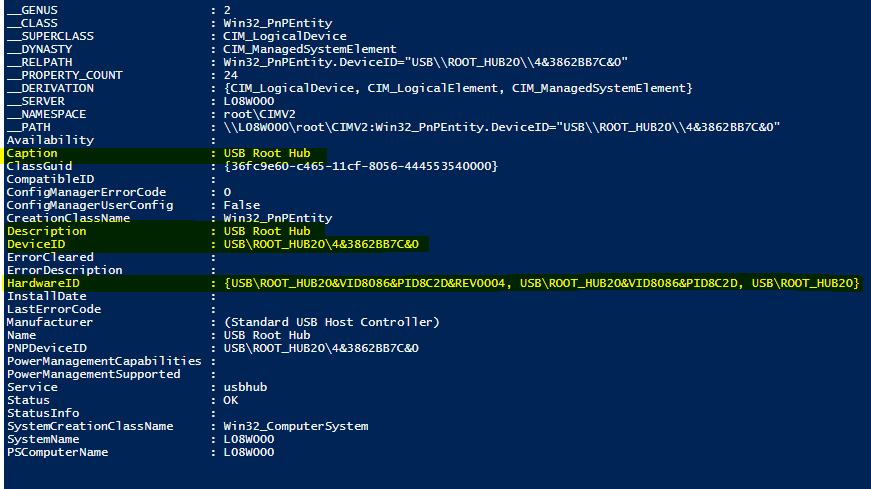 __GENUS : 2
__CLASS : Win32_PnPEntity
__SUPERCLASS : CIM_LogicalDevice
__DYNASTY : CIM_ManagedSystemElement
__RELPATH : Win32_PnPEntity.DeviceID="USB\\ROOT_HUB20\\4&3862BB7C&0"
__PROPERTY_COUNT : 24
__DERIVATION : {CIM_LogicalDevice, CIM_LogicalElement, CIM_ManagedSystemElement}
__SERVER : L08W000
__NAMESPACE : root\CIMV2
__PATH : \\L08W000\root\CIMV2:Win32_PnPEntity.DeviceID="USB\\ROOT_HUB20\\4&3862BB7C&0"
Availability :
Caption : USB Root Hub
ClassGuid : {36fc9e60-c465-11cf-8056-444553540000}
CompatibleID :
ConfigManagerErrorCode : 0
ConfigManagerUserConfig : False
CreationClassName : Win32_PnPEntity
Description : USB Root Hub
DeviceID : USB\ROOT_HUB20\4&3862BB7C&0
ErrorCleared :
ErrorDescription :
HardwareID : {USB\ROOT_HUB20&VID8086&PID8C2D&REV0004, USB\ROOT_HUB20&VID8086&PID8C2D, USB\ROOT_HUB20}
InstallDate :
LastErrorCode :
Manufacturer : (Standard USB Host Controller)
Name : USB Root Hub
PNPDeviceID : USB\ROOT_HUB20\4&3862BB7C&0
PowerManagementCapabilities :
PowerManagementSupported :
Service : usbhub
Status : OK
StatusInfo :
SystemCreationClassName : Win32_ComputerSystem
SystemName : L08W000
PSComputerName : L08W000